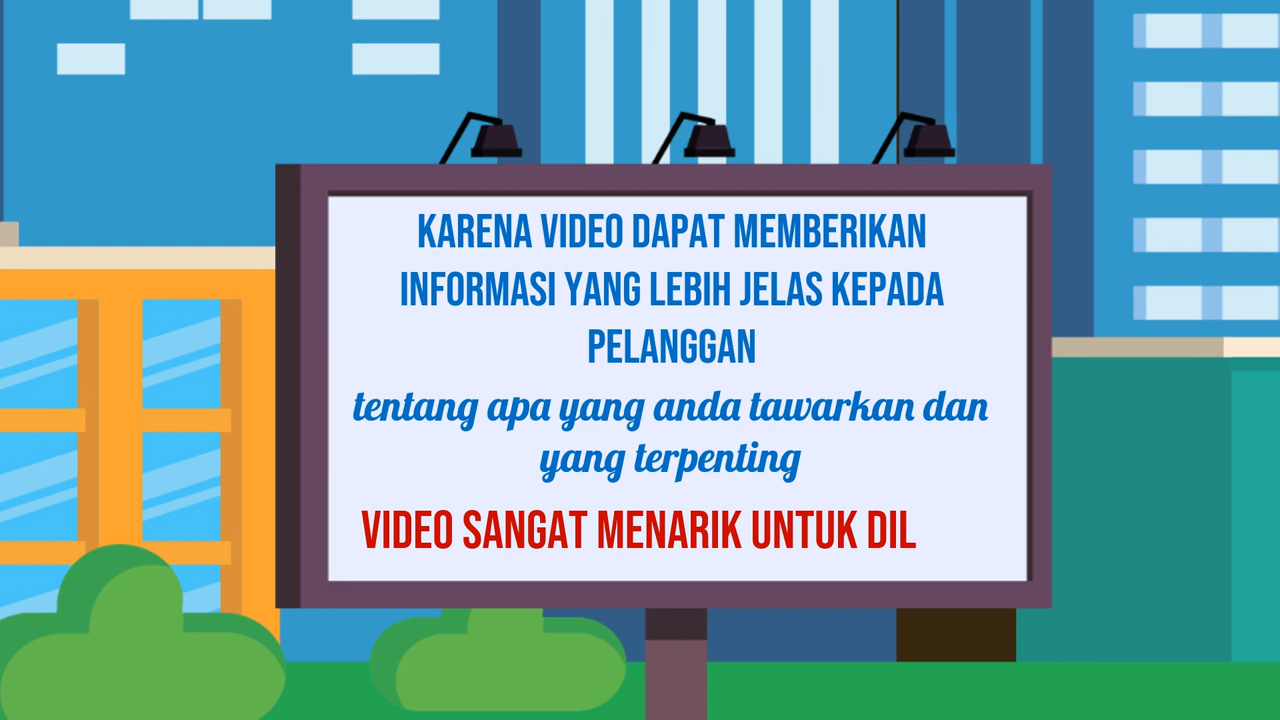 KARENA VIDEO DAPAT MEMBERIKAN
INFORMASI YANG LEBIH JELAS KEPADA
PELANGGAN
tentang apa yang anda tawarkan dan
yang terpenting
VIDEO SANGAT MENARIK UNTUK DIL